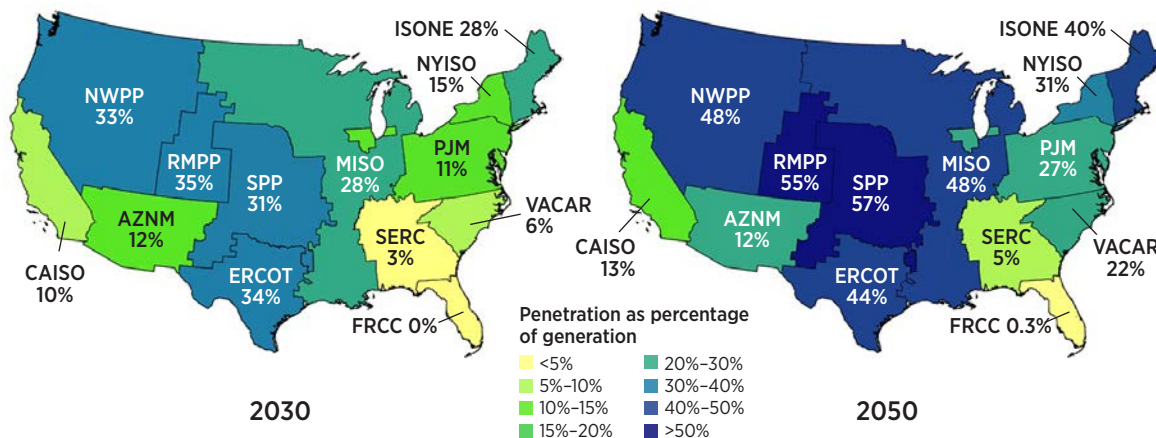 ISONE 28%
NYISO
15%
NWPP
33%
RMPP
35%
SPP
31%
MISO
28%
PJM
11%
AZNM
12%
VACAR
6%
SERC
3%
CAISO
10%
ERCOT
34%
FRCC 0%
2030
ISONE 40%
NYISO
31%
NWPP
48%
RMPP
55%
SPP
57%
MISO
48%
PJM
27%
AZNM
12%
CAISO
13%
SERC
5%
VACAR
22%
ERCOT
44%
FRCC 0.3%
2050
Penetration as percentage
of generation
<5%
5%–10%
10%–15%
15%–20%
20%–30%
30%–40%
40%–50%
>50%